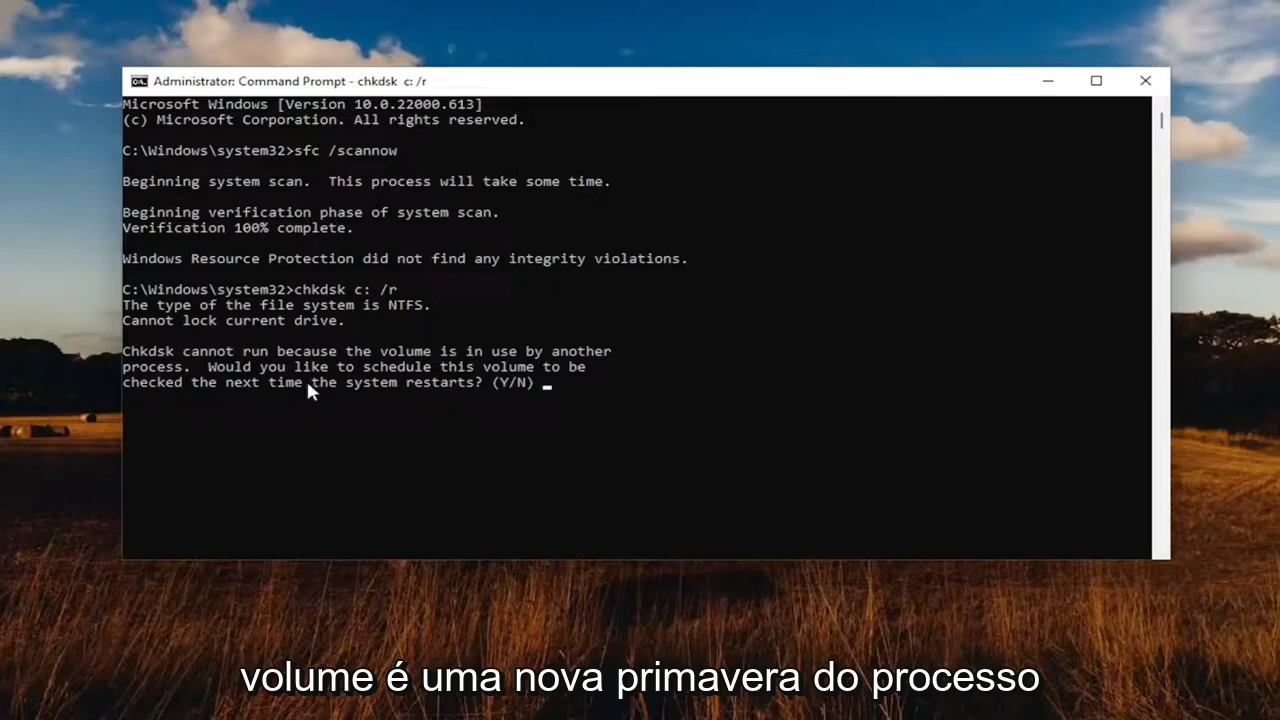 Administrator: Command Prompt - chkdsk c: /r
Microsoft Windows [Version 10.0.22000.613]
(c) Microsoft Corporation. All rights reserved.
C:\Windows\system32>sfc /scannow
Beginning system scan.  This process will take some time.
Beginning verification phase of system scan.
Verification 100% complete.
Windows Resource Protection did not find any integrity violations.
C:\Windows\system32>chkdsk c: /r
The type of the file system is NTFS.
Cannot lock current drive.
Chkdsk cannot run because the volume is in use by another
process.  Would you like to schedule this volume to be
checked the next time the system restarts? (Y/N)
volume é uma nova primavera do processo